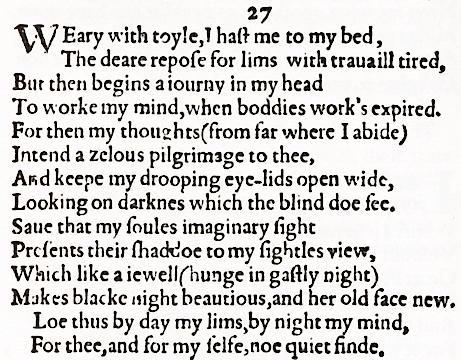 27
WEary with toyle,I haſt me to my bed,
The deare repoſe for lims with trauaill tired,
But then begins a iourny in my head
To worke my mind,when boddies work's expired.
For then my thoughts(from far where I abide)
Intend a zelous pilgrimage to thee,
And keepe my drooping eye-lids open wide,
Looking on darknes which the blind doe ſee.
Saue that my ſoules imaginary ſight
Preſents their ſhaddoe to my ſightles view,
Which like a iewell(hunge in gaſtly night)
Makes blacke night beautious,and her old face new.
Loe thus by day my lims,by night my mind,
For thee,and for my ſelfe,noe quiet finde.